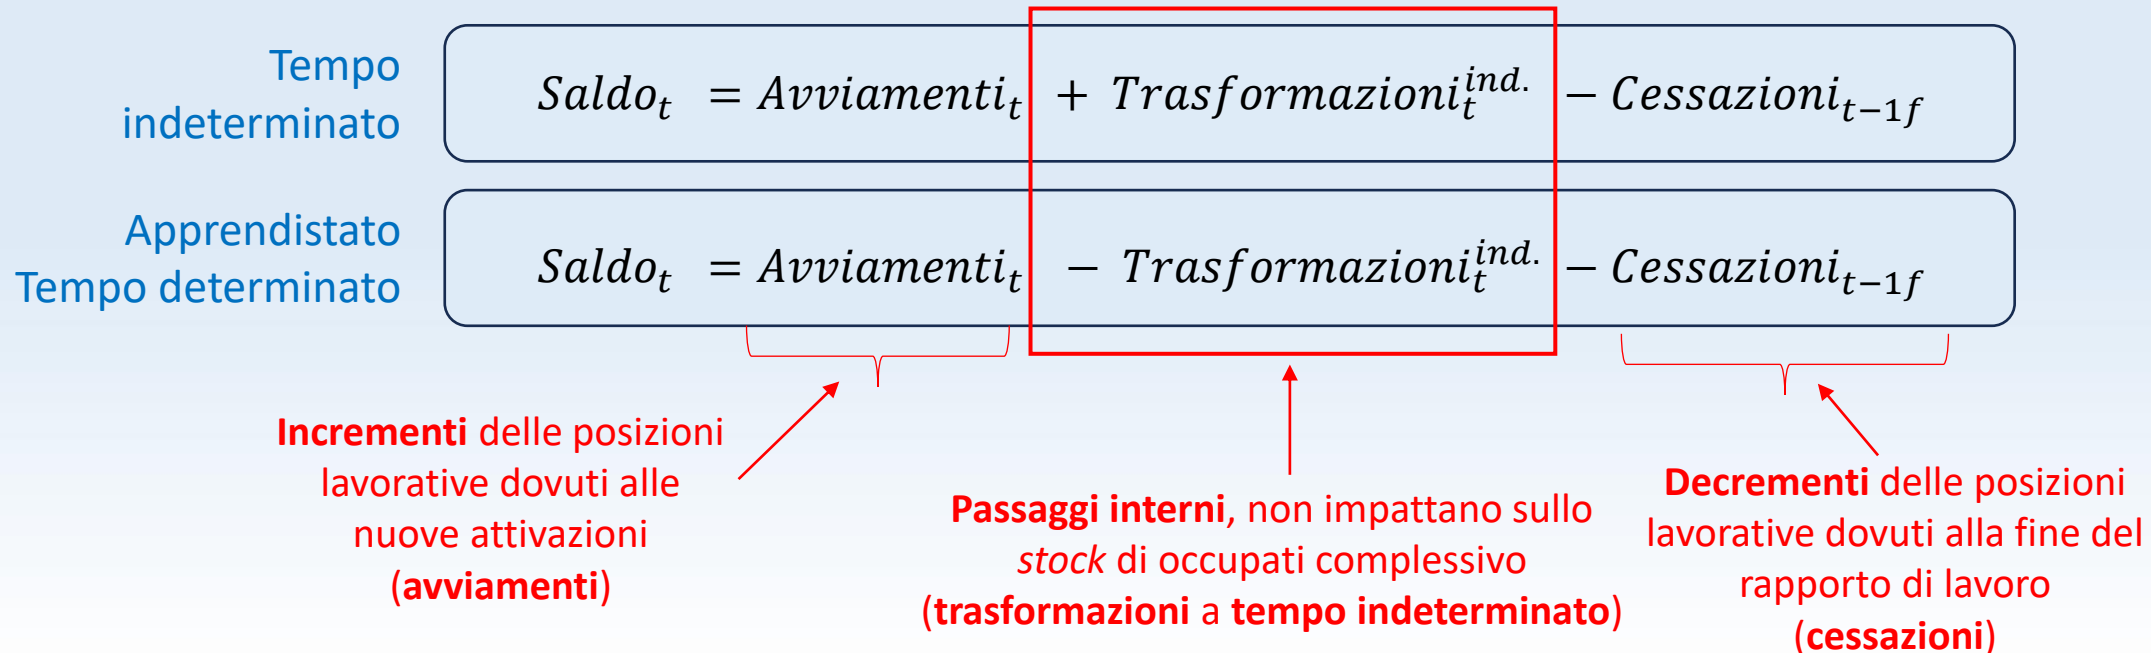 Tempo
indeterminato
Saldo_t = Avviamenti_t + Trasformazioni_t^{ind.} − Cessazioni_{t−1f}
Apprendistato
Tempo determinato
Saldo_t = Avviamenti_t − Trasformazioni_t^{ind.} − Cessazioni_{t−1f}
Incrementi delle posizioni
lavorative dovuti alle
nuove attivazioni
(avviamenti)
Passaggi interni, non impattano sullo
stock di occupati complessivo
(trasformazioni a tempo indeterminato)
Decrementi delle posizioni
lavorative dovuti alla fine del
rapporto di lavoro
(cessazioni)